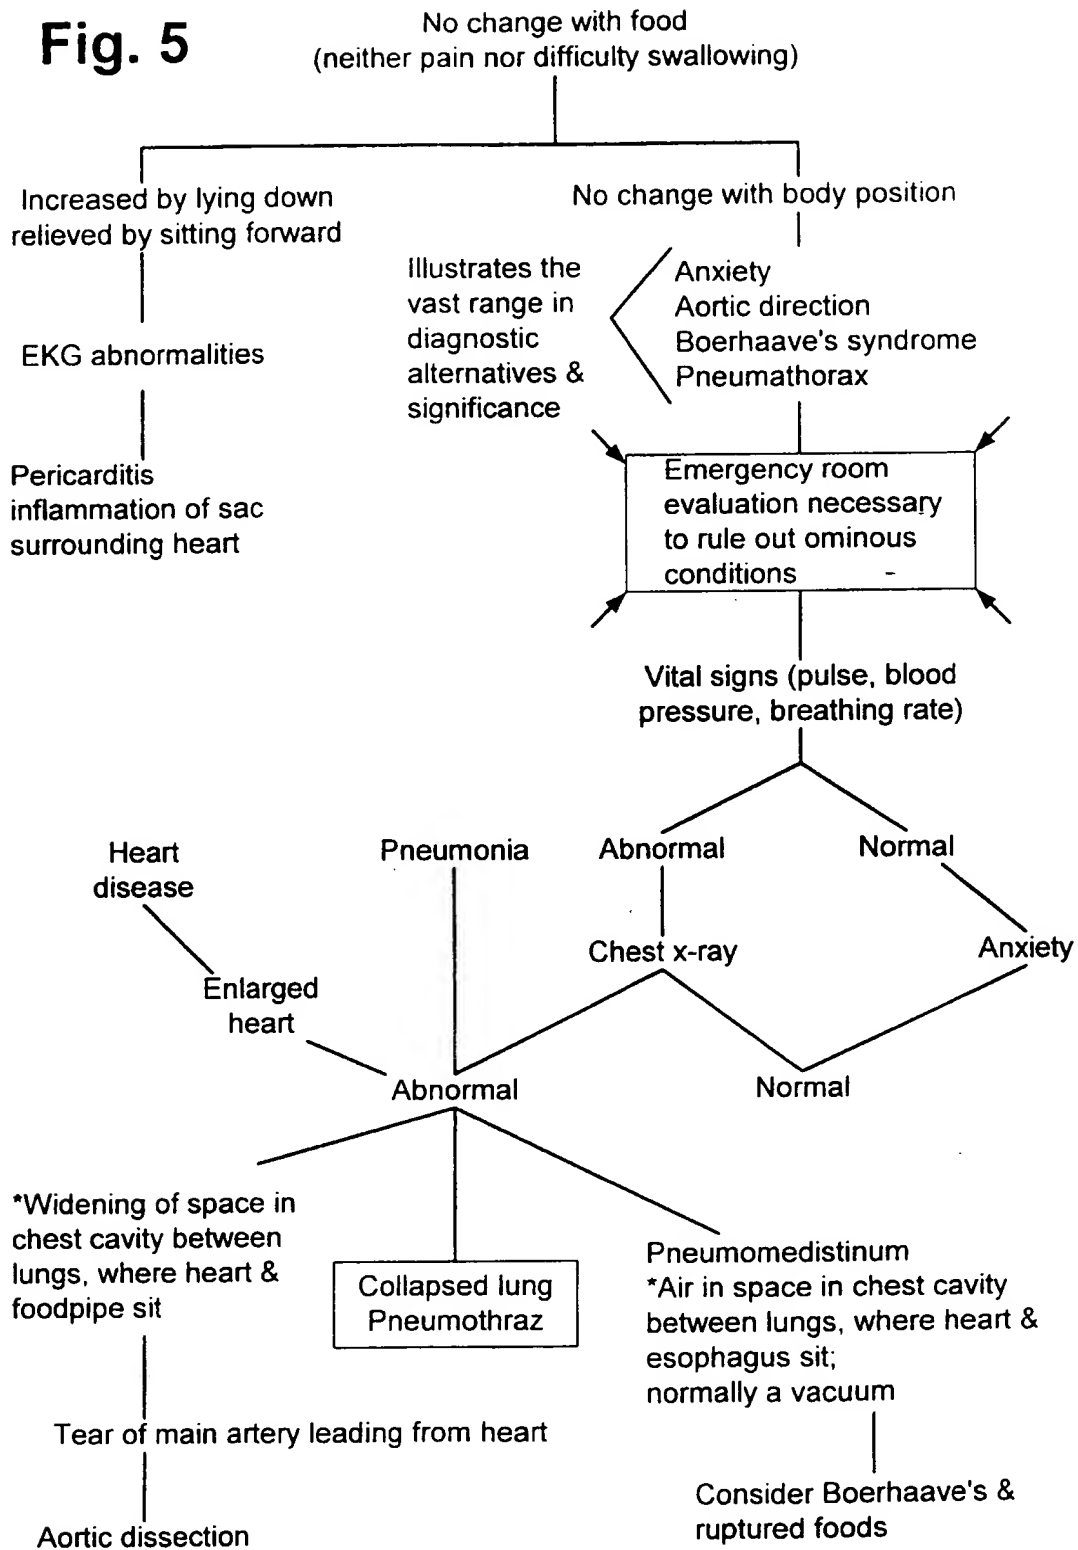 Fig. 5
No change with food
(neither pain nor difficulty swallowing)
Increased by lying down
relieved by sitting forward
No change with body position
EKG abnormalities
Illustrates the
vast range in
diagnostic
alternatives &
significance
Anxiety
Aortic direction
Boerhaave's syndrome
Pneumathorax
Pericarditis
inflammation of sac
surrounding heart
Emergency room
evaluation necessary
to rule out ominous
conditions
Vital signs (pulse, blood
pressure, breathing rate)
Heart
disease
Pneumonia
Abnormal
Normal
Enlarged
heart
Chest x-ray
Anxiety
Abnormal
Normal
*Widening of space in
chest cavity between
lungs, where heart &
foodpipe sit
Collapsed lung
Pneumothraz
Pneumomedistinum
*Air in space in chest cavity
between lungs, where heart &
esophagus sit;
normally a vacuum
Tear of main artery leading from heart
Aortic dissection
Consider Boerhaave's &
ruptured foods